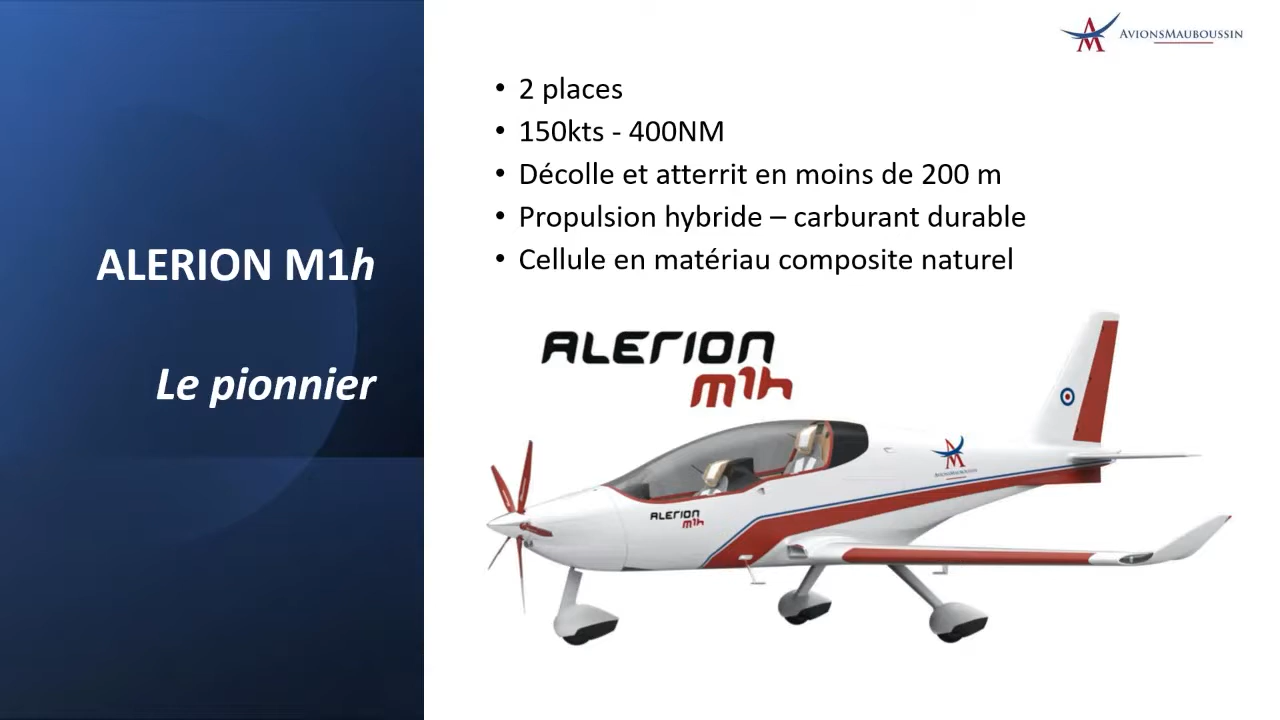 AVIONSMAUBOUSSIN
• 2 places
• 150kts - 400NM
• Décolle et atterrit en moins de 200 m
• Propulsion hybride – carburant durable
• Cellule en matériau composite naturel
ALERION M1h
Le pionnier
ALERION
M1h
AVIONSMAUBOUSSIN
ALERION
M1h